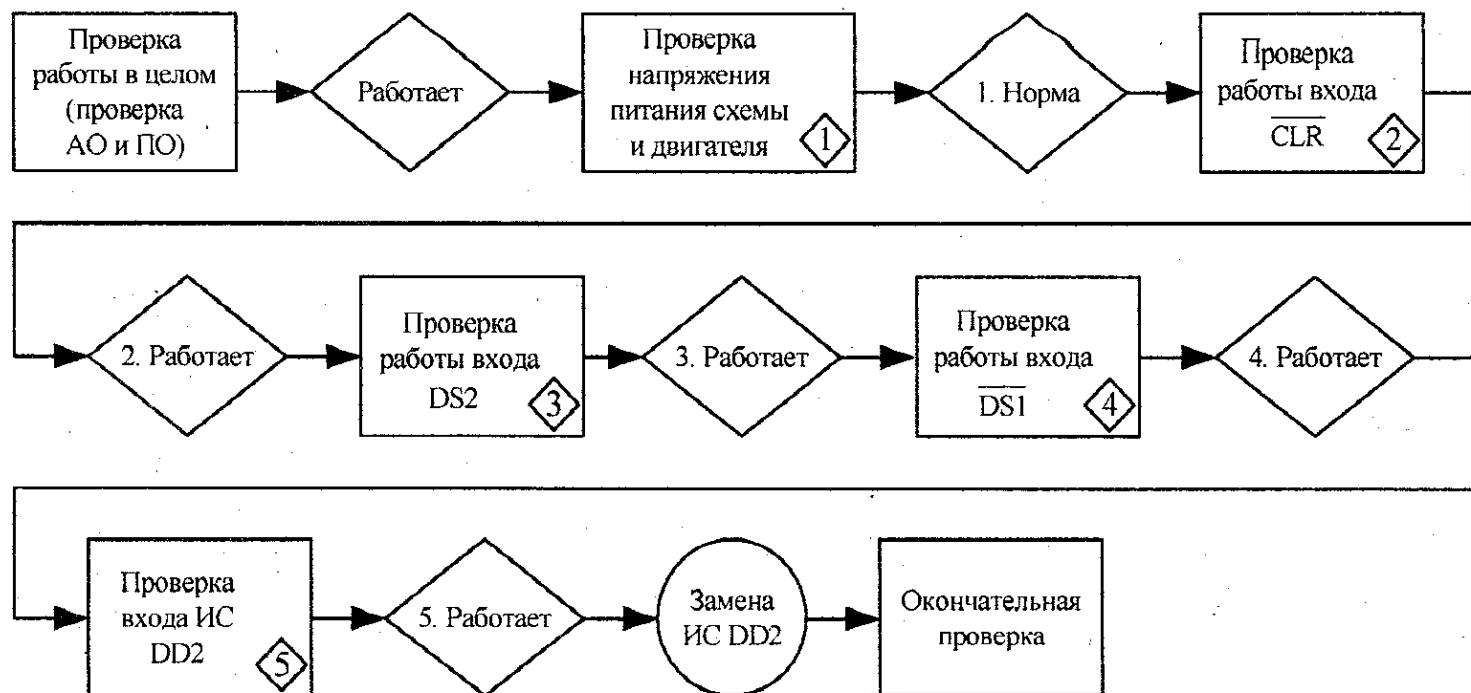 Проверка
работы в целом
(проверка
АО и ПО)
Работает
Проверка
напряжения
питания схемы
и двигателя
1
1. Норма
Проверка
работы входа
C̅L̅R̅
2
2. Работает
Проверка
работы входа
DS2
3
3. Работает
Проверка
работы входа
D̅S̅1̅
4
4. Работает
Проверка
входа ИС
DD2
5
5. Работает
Замена
ИС DD2
Окончательная
проверка